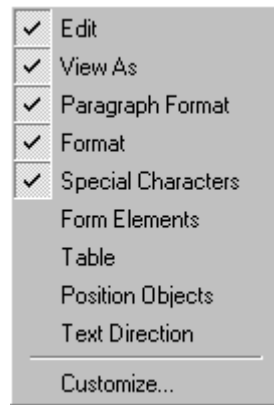 Edit
View As
Paragraph Format
Format
Special Characters
Form Elements
Table
Position Objects
Text Direction
Customize...